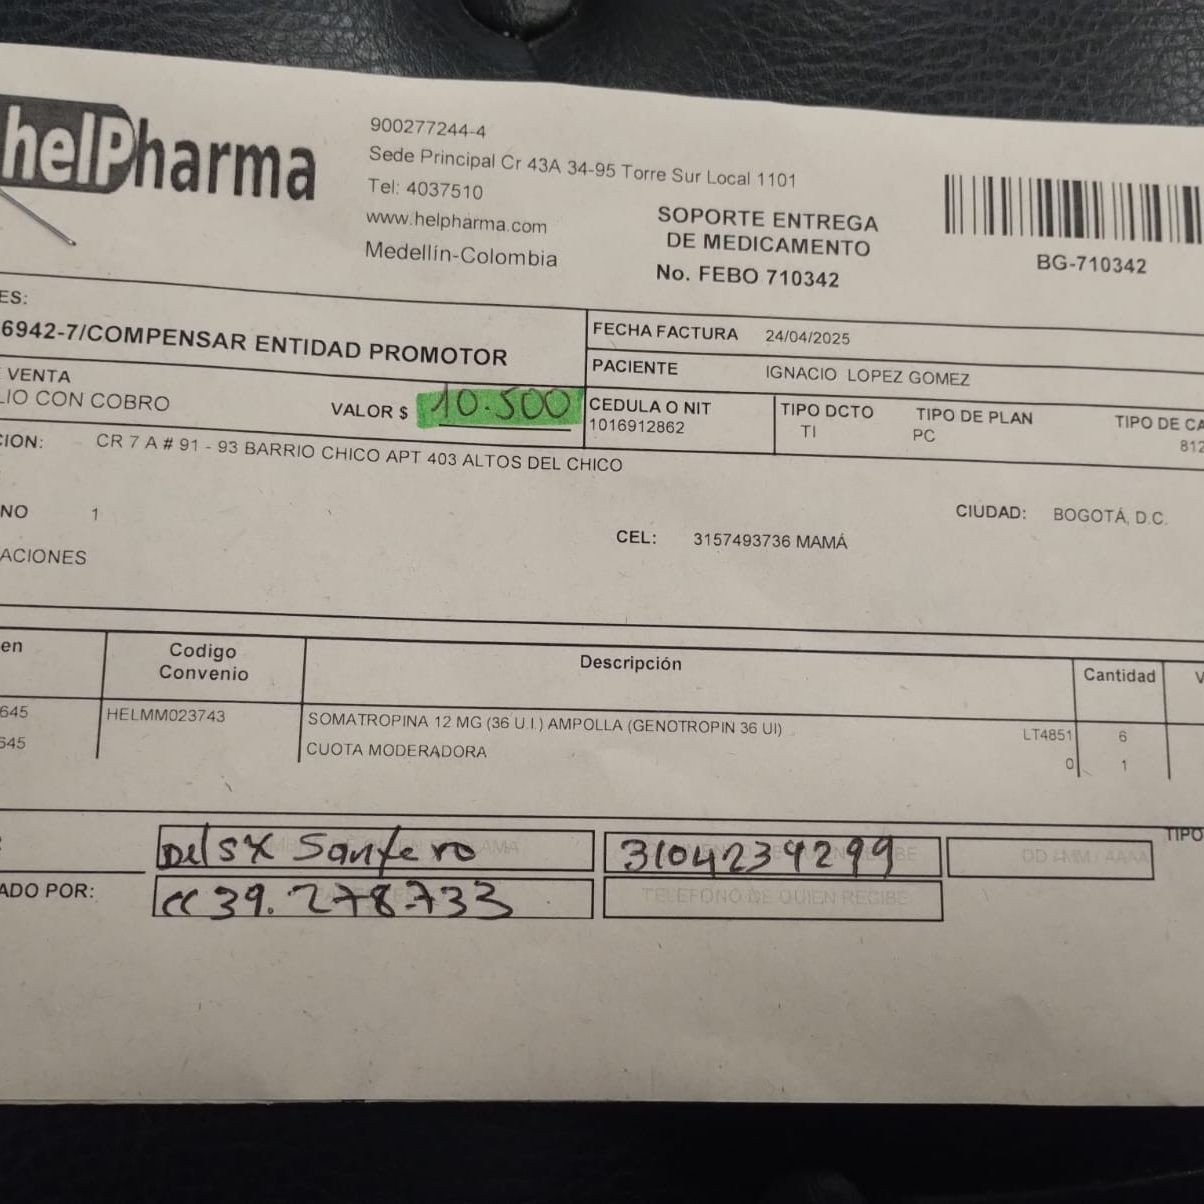 helPharma
900277244-4
Sede Principal Cr 43A 34-95 Torre Sur Local 1101
Tel: 4037510
www.helpharma.com
Medellín-Colombia
SOPORTE ENTREGA
DE MEDICAMENTO
No. FEBO 710342
BG-710342
ES:
6942-7/COMPENSAR ENTIDAD PROMOTOR
FECHA FACTURA 24/04/2025
PACIENTE IGNACIO LOPEZ GOMEZ
VENTA
LIO CON COBRO
VALOR $ 10.500
CEDULA O NIT
1016912862
TIPO DCTO
TI
TIPO DE PLAN
PC
TIPO DE CA
812
CION: CR 7 A # 91 - 93 BARRIO CHICO APT 403 ALTOS DEL CHICO
NO 1
CIUDAD: BOGOTÁ, D.C.
CEL: 3157493736 MAMÁ
ACIONES
en
Codigo
Convenio
Descripción
Cantidad
V
645 HELMM023743 SOMATROPINA 12 MG (36 U.I.) AMPOLLA (GENOTROPIN 36 UI) LT4851 6
645 CUOTA MODERADORA 0 1
TIPO
3104239299
DD / MM / AAAA
ADO POR:
cc 39.278.733
TELEFONO DE QUIEN RECIBE